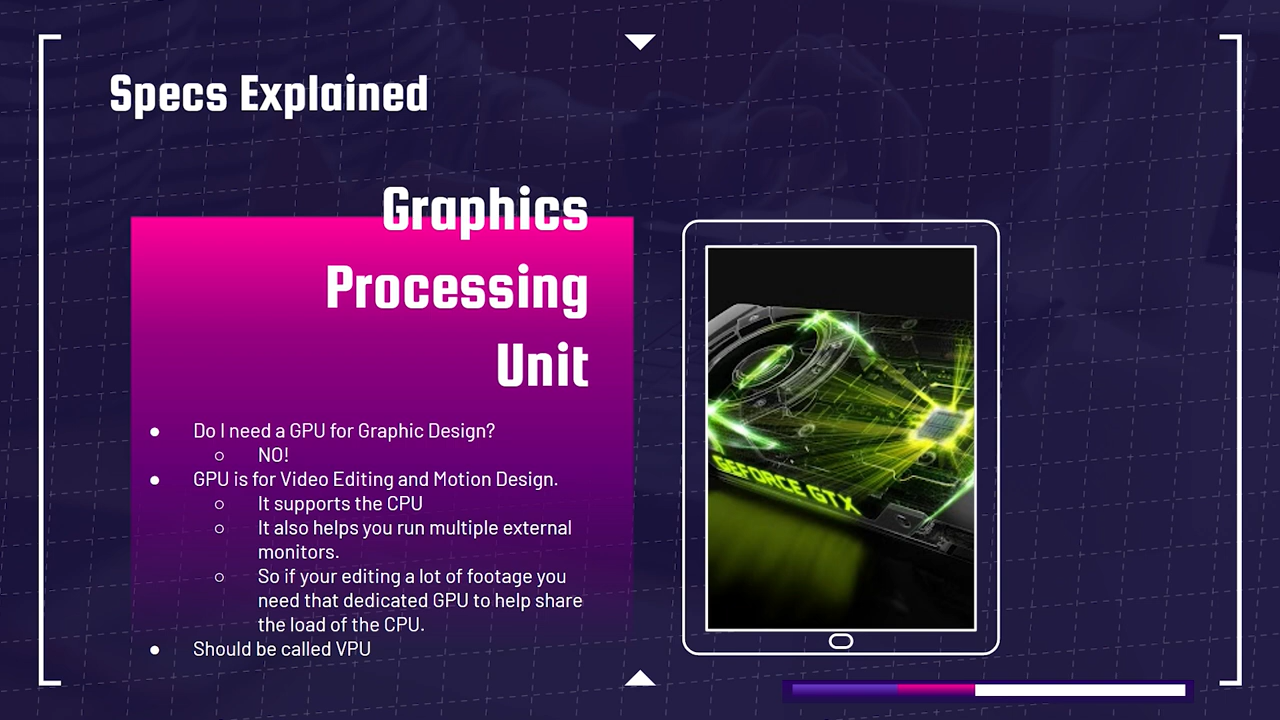 Specs Explained
Graphics
Processing
Unit
● Do I need a GPU for Graphic Design?
○ NO!
● GPU is for Video Editing and Motion Design.
○ It supports the CPU
○ It also helps you run multiple external
monitors.
○ So if your editing a lot of footage you
need that dedicated GPU to help share
the load of the CPU.
● Should be called VPU
GEFORCE GTX